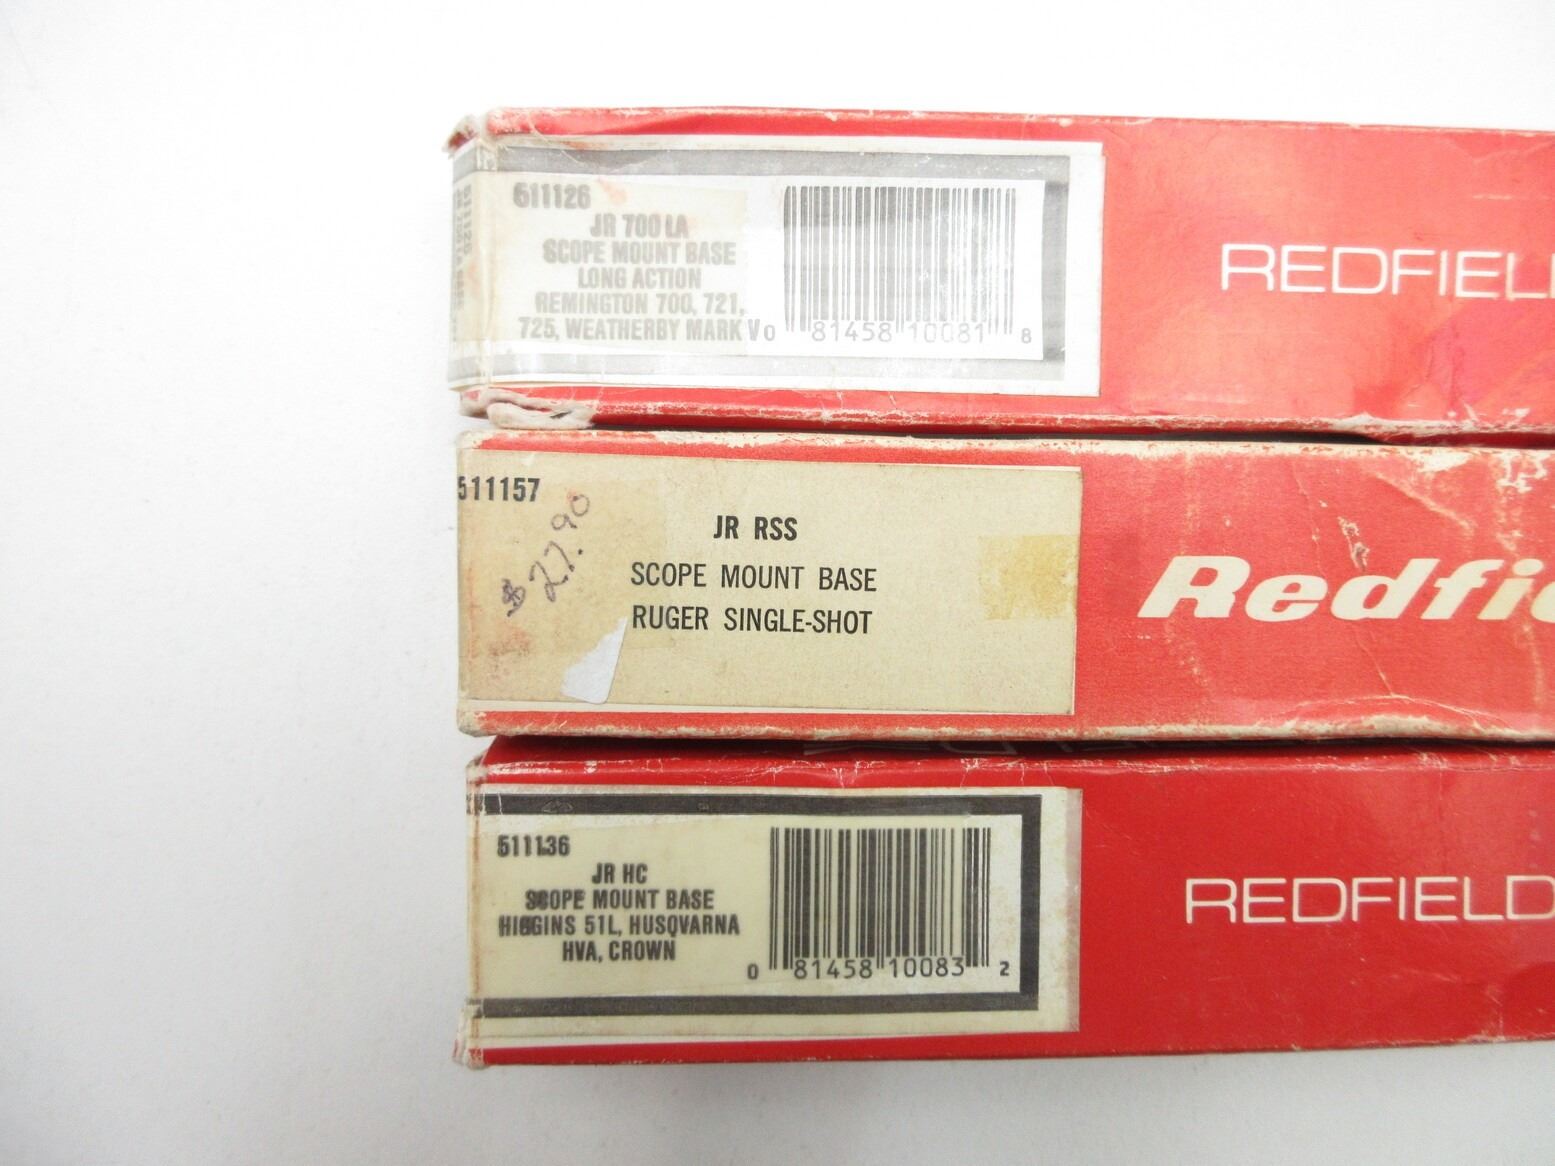 511126
JR 700 LA
SCOPE MOUNT BASE
LONG ACTION
REMINGTON 700, 721,
725, WEATHERBY MARK V
0 81458 10081 8
REDFIEL
511157
$27.90
JR RSS
SCOPE MOUNT BASE
RUGER SINGLE-SHOT
Redfie
511136
JR HC
SCOPE MOUNT BASE
HIGGINS 51L, HUSQVARNA
HVA, CROWN
0 81458 10083 2
REDFIELD